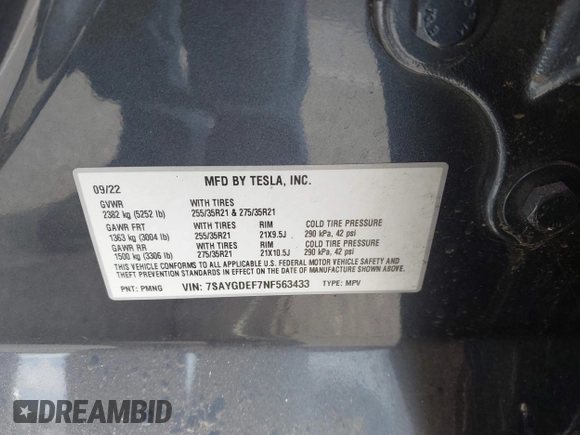 MFD BY TESLA, INC.
09/22
GVWR WITH TIRES
2382 kg (5252 lb) 255/35R21 & 275/35R21
GAWR FRT WITH TIRES RIM COLD TIRE PRESSURE
1363 kg (3004 lb) 255/35R21 21X9.5J 290 kPa, 42 psi
GAWR RR WITH TIRES RIM COLD TIRE PRESSURE
1500 kg (3306 lb) 275/35R21 21X10.5J 290 kPa, 42 psi
THIS VEHICLE CONFORMS TO ALL APPLICABLE U.S. FEDERAL MOTOR VEHICLE SAFETY
AND THEFT PREVENTION STANDARDS IN EFFECT ON THE DATE OF MANUFACTURE SHOWN ABOVE.
PNT: PMNG VIN: 7SAYGDEF7NF563433 TYPE: MPV
DREAMBID